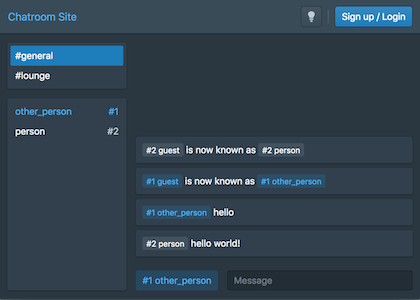 Chatroom Site
Sign up / Login
#general
#lounge
other_person #1
person #2
#2 guest is now known as #2 person
#1 guest is now known as #1 other_person
#1 other_person hello
#2 person hello world!
#1 other_person Message